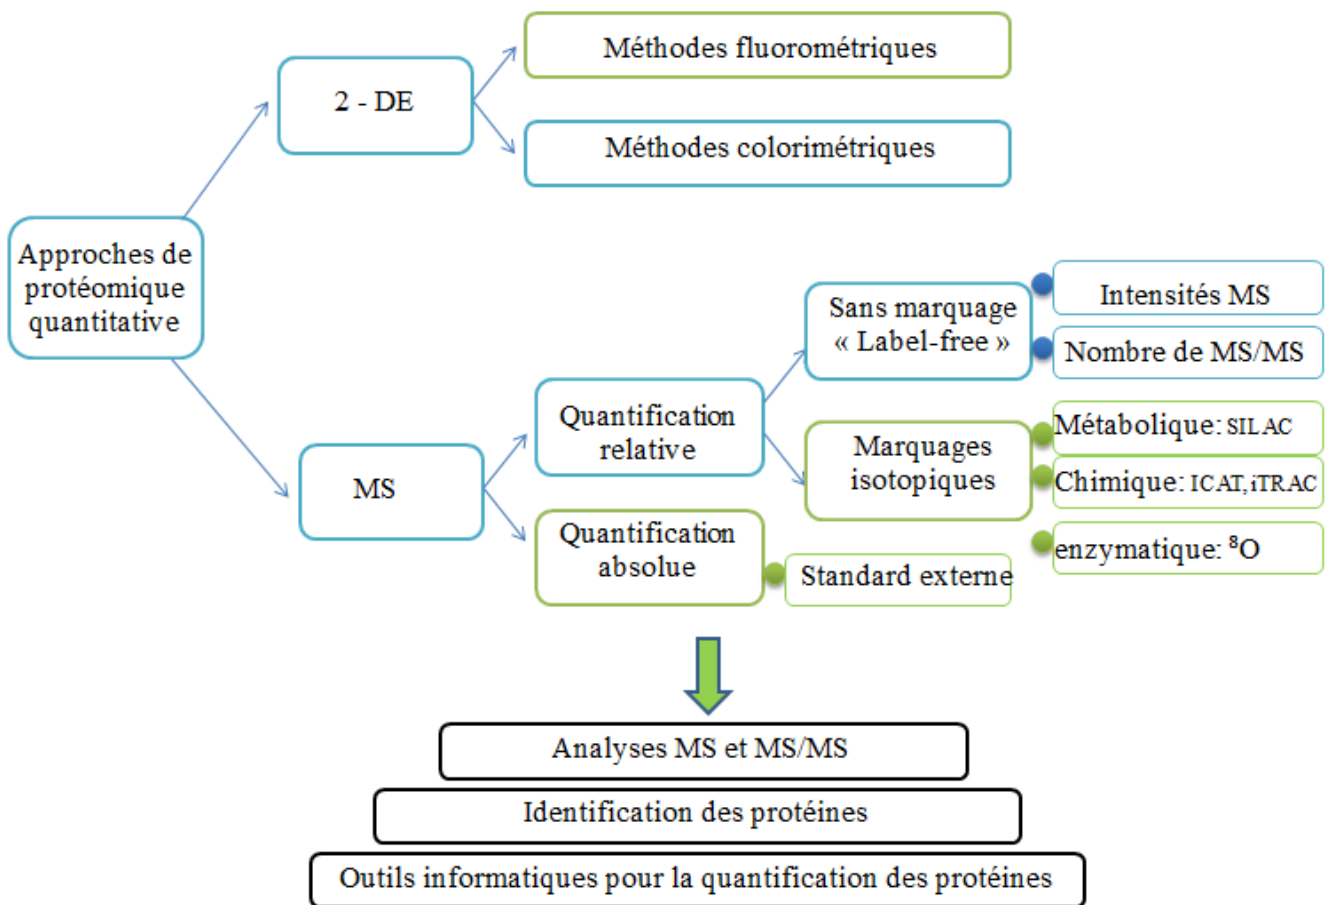 Méthodes fluorométriques
2 - DE
Méthodes colorimétriques
Approches de
protéomique
quantitative
Sans marquage
« Label-free »
Intensités MS
Nombre de MS/MS
Quantification
relative
Marquages
isotopiques
Métabolique: SILAC
Chimique: ICAT, iTRAC
enzymatique: ⁸O
MS
Quantification
absolue
Standard externe
Analyses MS et MS/MS
Identification des protéines
Outils informatiques pour la quantification des protéines